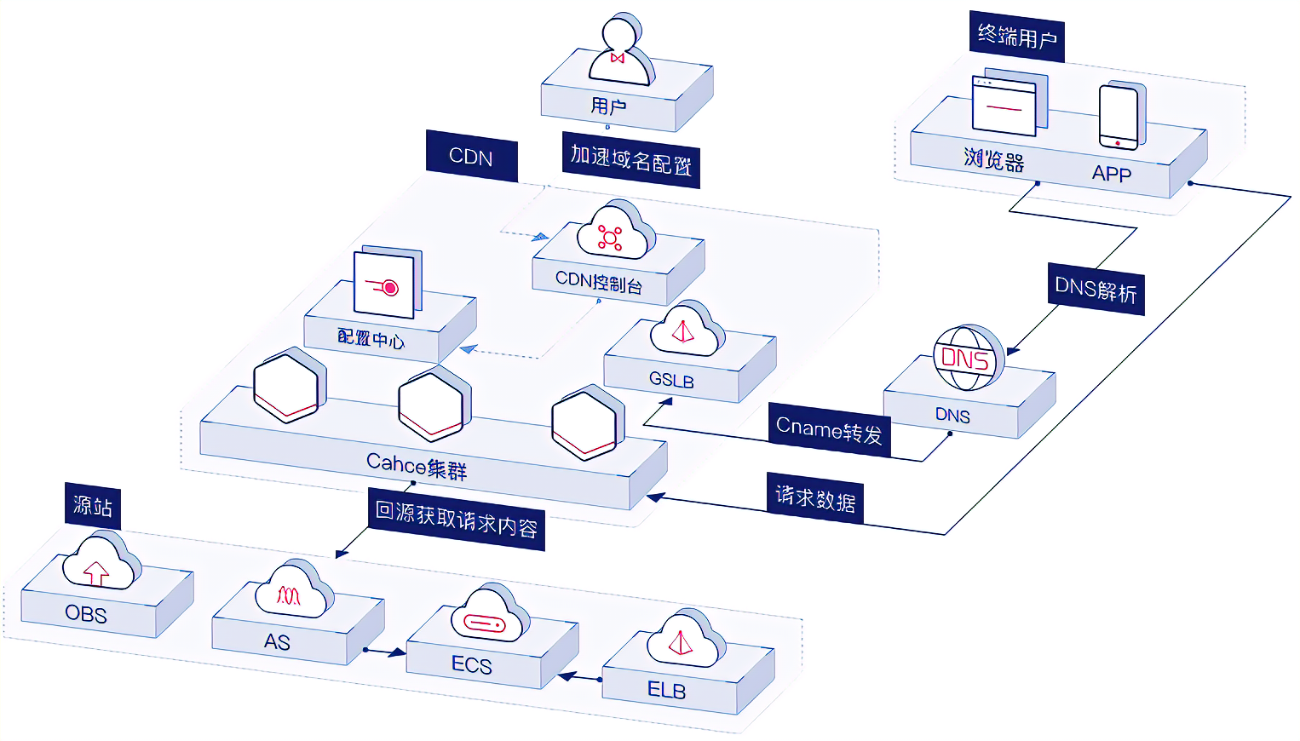 终端用户
用户
浏览器
APP
CDN
加速域名配置
CDN控制台
DNS解析
配置中心
GSLB
DNS
DNS
Cname转发
Cahce集群
请求数据
源站
回源获取请求内容
OBS
AS
ECS
ELB